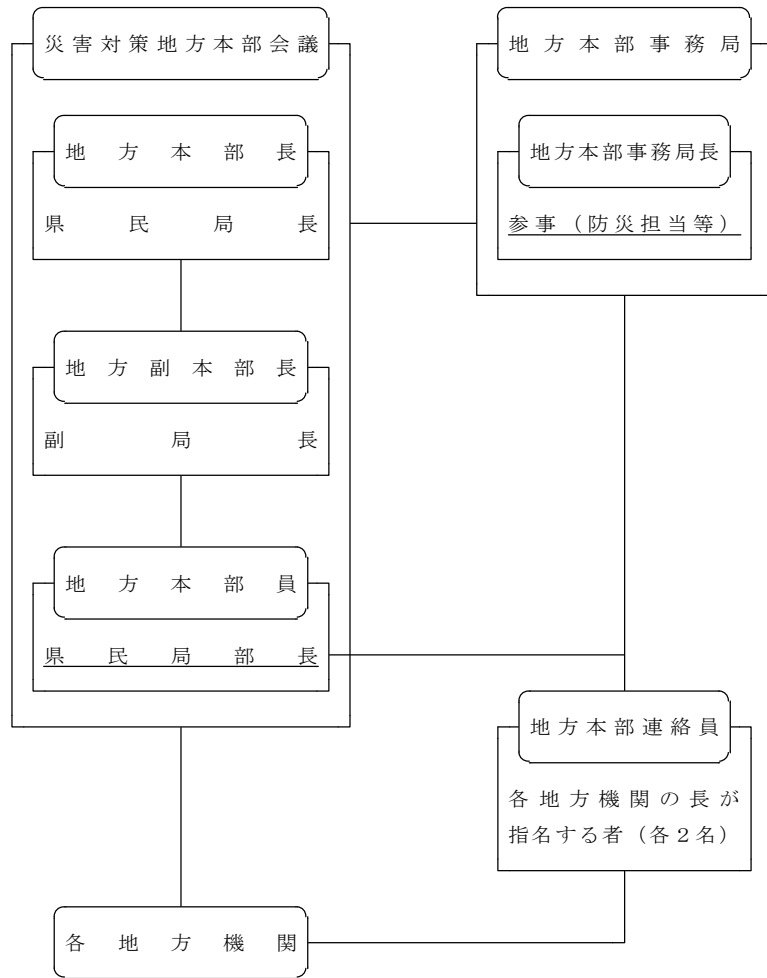 災害対策地方本部会議
地方本部長
県民局長
地方副本部長
副局長
地方本部員
県民局部長
地方本部事務局
地方本部事務局長
参事（防災担当等）
地方本部連絡員
各地方機関の長が
指名する者（各２名）
各地方機関